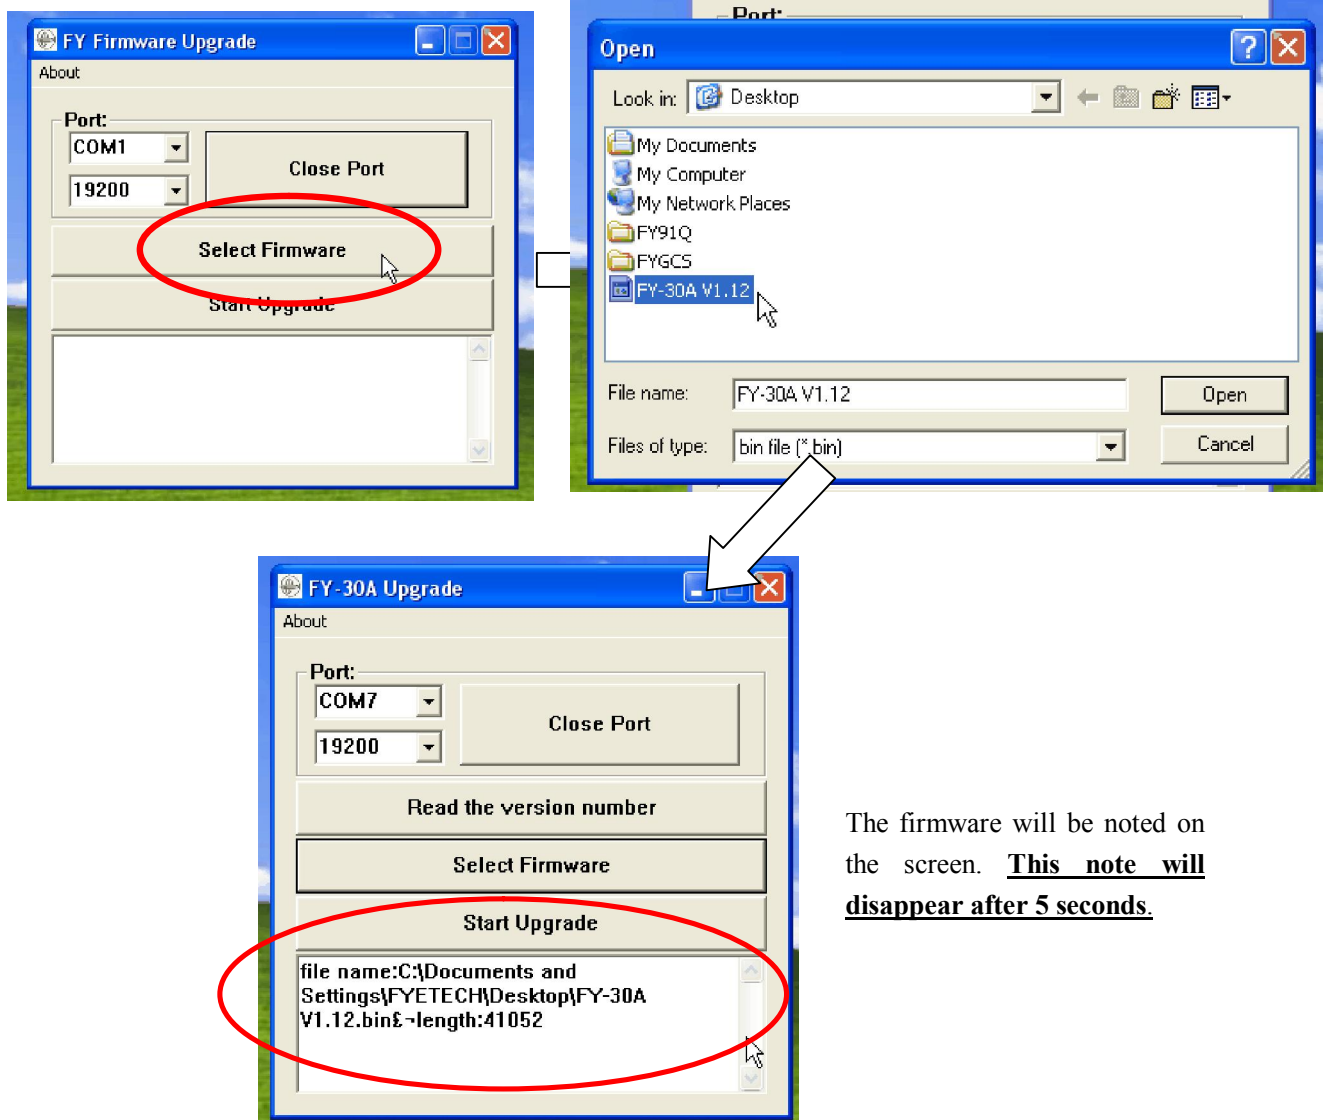 FY Firmware Upgrade
About
Port:
COM1
Close Port
19200
Select Firmware
Start Upgrade
Port:
Open
Look in: Desktop
My Documents
My Computer
My Network Places
FY91Q
FYGCS
FY-30A V1.12
File name: FY-30A V1.12 Open
Files of type: bin file (*.bin) Cancel
FY-30A Upgrade
About
Port:
COM7
Close Port
19200
Read the version number
Select Firmware
Start Upgrade
file name:C:\Documents and
Settings\FYETECH\Desktop\FY-30A
V1.12.bin£¬length:41052
The firmware will be noted on
the screen. This note will
disappear after 5 seconds.